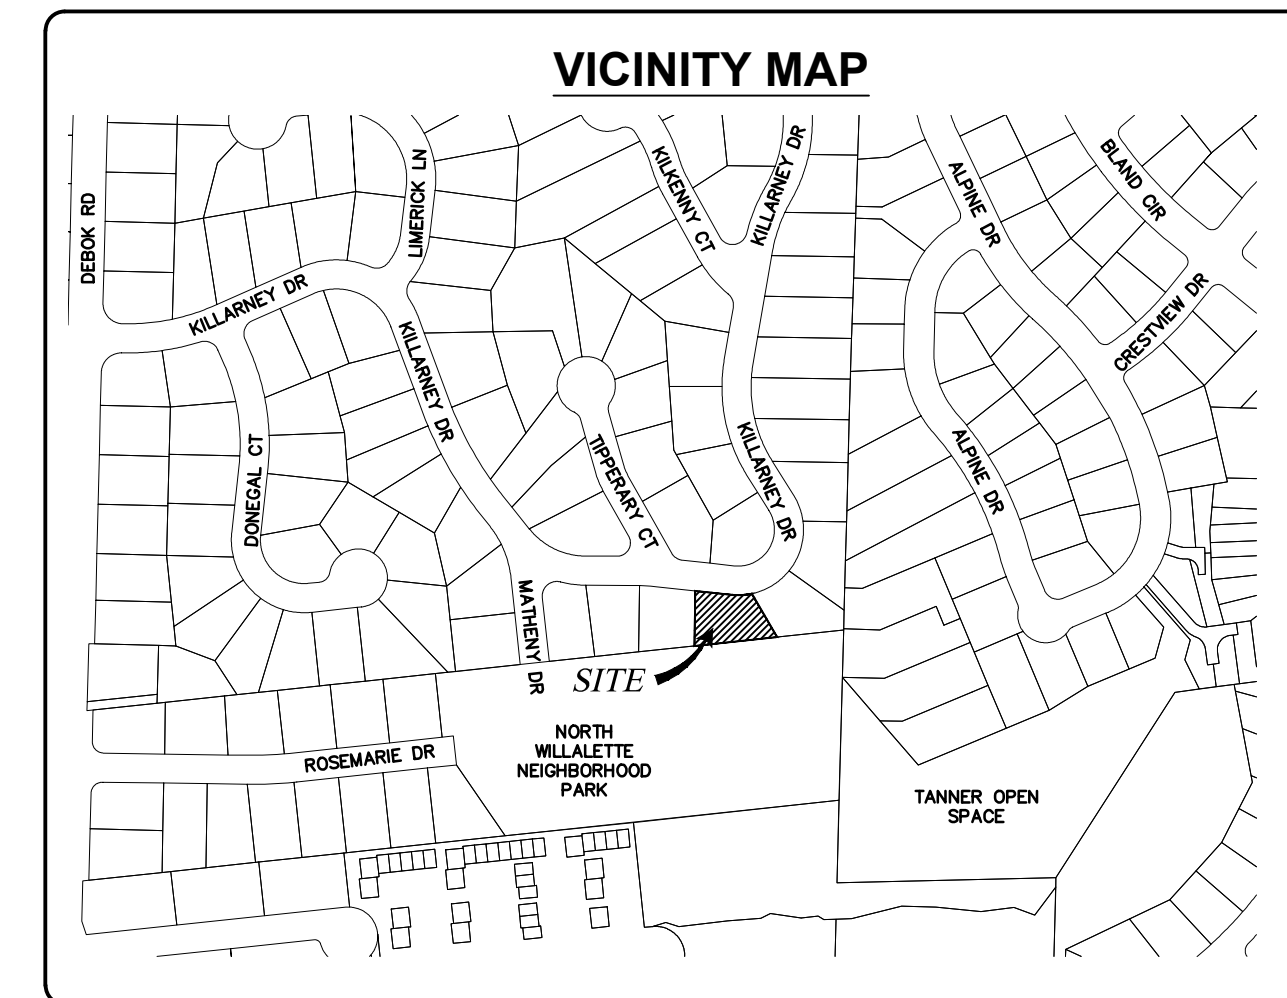 VICINITY MAP
DEBOK RD
LIMERICK LN
KILKENNY CT
KILLARNEY DR
ALPINE DR
BLAND CIR
KILLARNEY DR
CRESTVIEW DR
KILLARNEY DR
DONEGAL CT
TIPPERARY CT
KILLARNEY DR
ALPINE DR
MATHENY DR
SITE
NORTH
WILLALETTE
NEIGHBORHOOD
PARK
ROSEMARIE DR
TANNER OPEN
SPACE